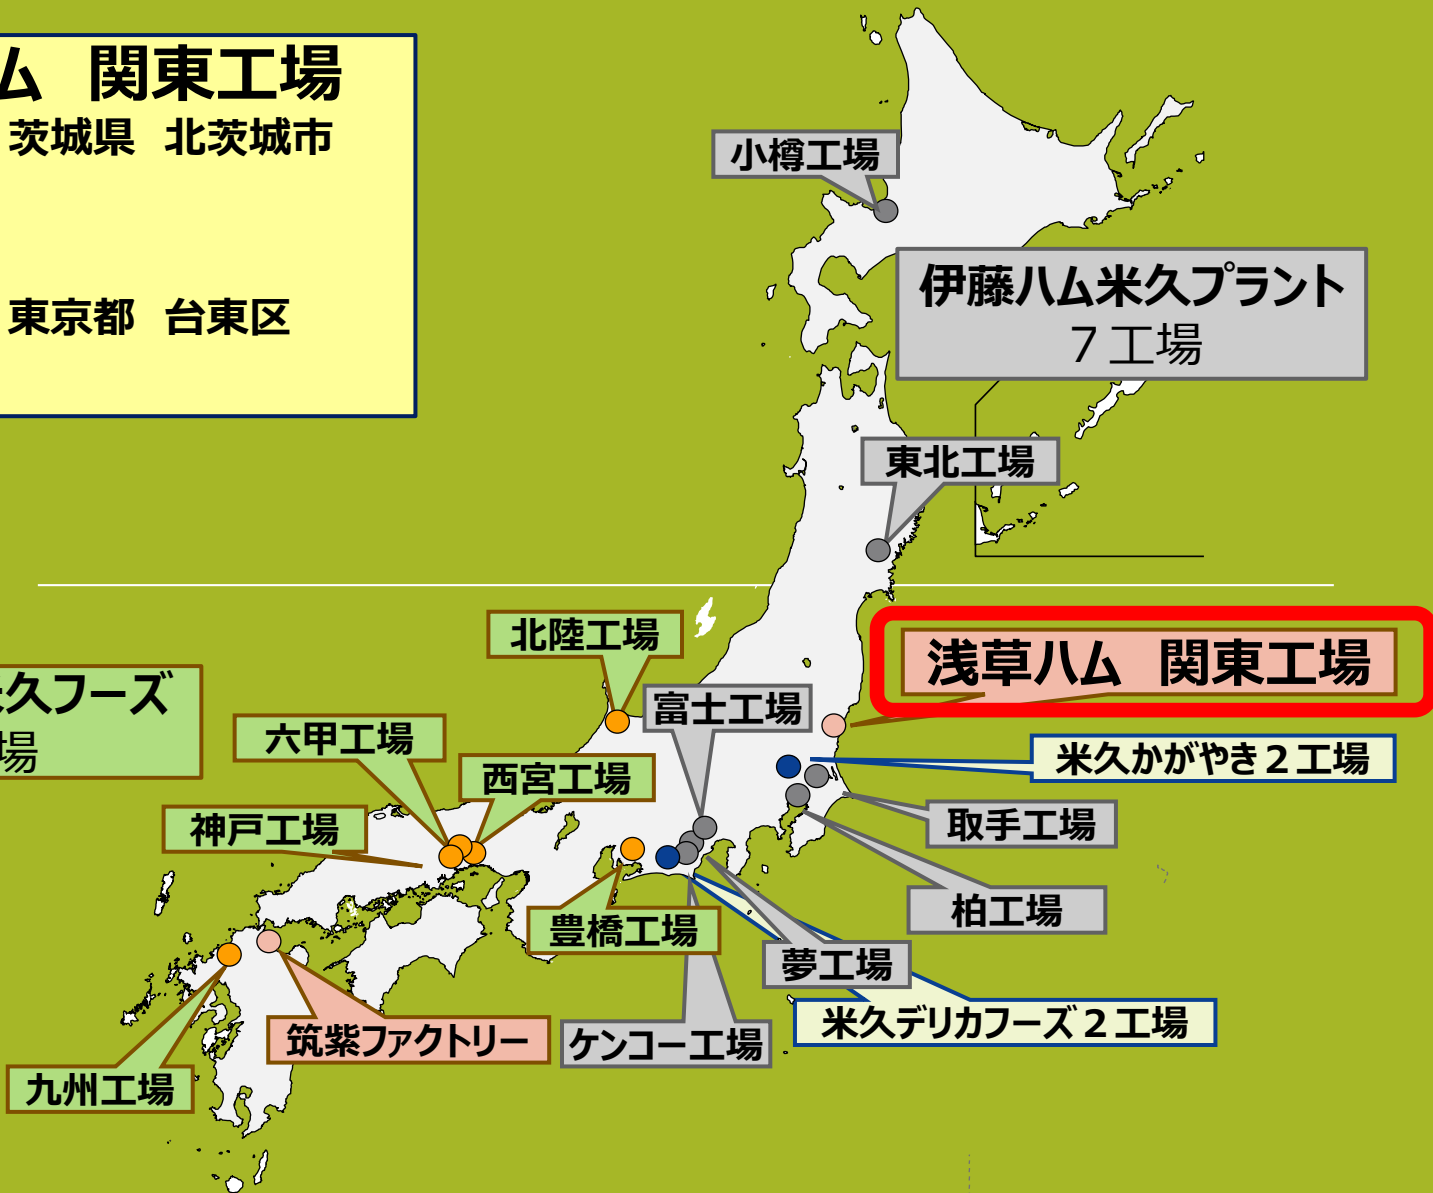 ム 関東工場
茨城県 北茨城市
東京都 台東区
小樽工場
伊藤ハム米久プラント
7工場
東北工場
北陸工場
浅草ハム 関東工場
久フーズ
場
富士工場
六甲工場
西宮工場
米久かがやき2工場
神戸工場
取手工場
柏工場
豊橋工場
夢工場
米久デリカフーズ2工場
筑紫ファクトリー
ケンコー工場
九州工場